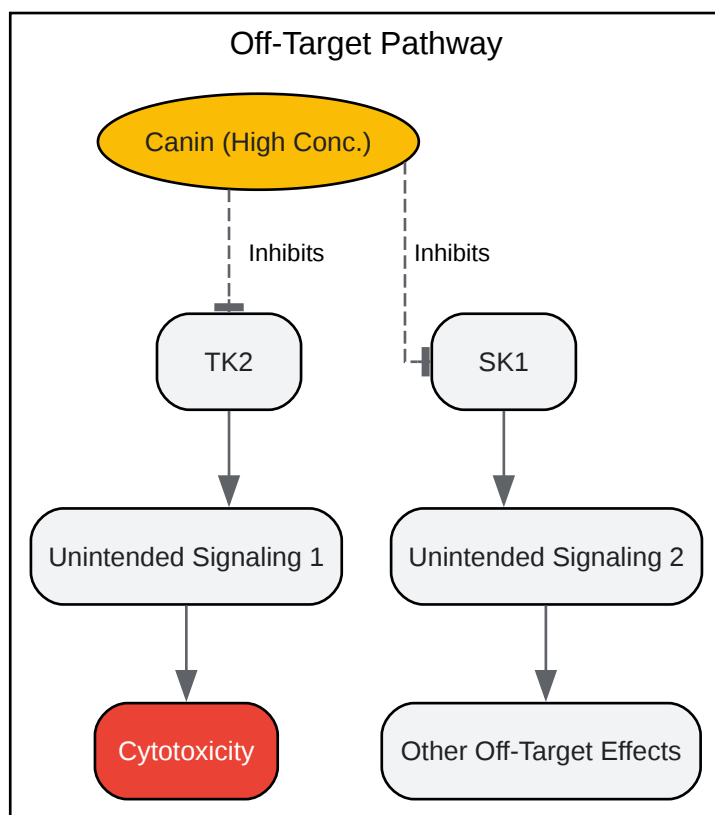 Off-Target Pathway
Canin (High Conc.)
Inhibits
Inhibits
TK2
SK1
Unintended Signaling 1
Unintended Signaling 2
Cytotoxicity
Other Off-Target Effects